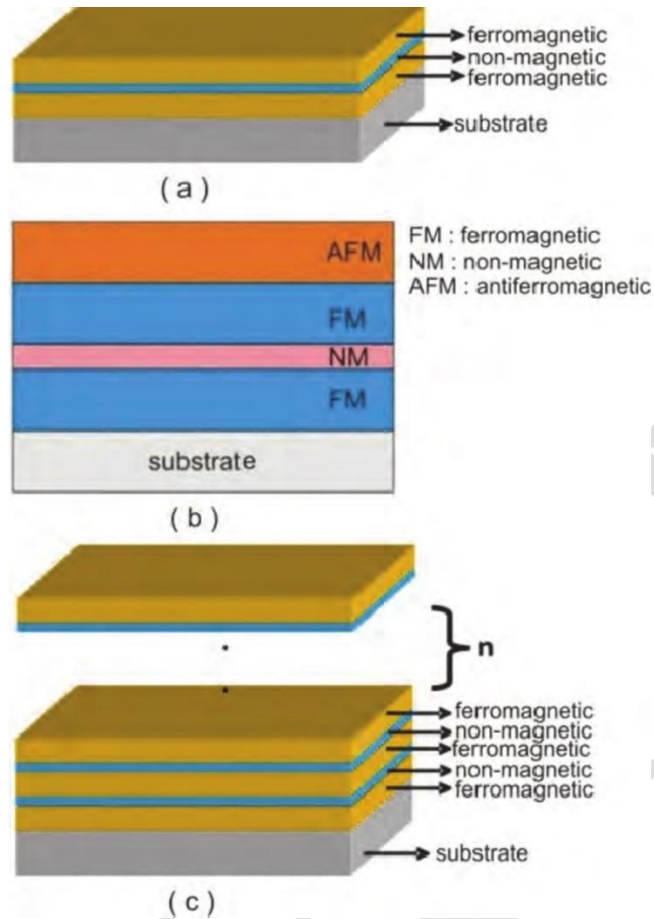 ferromagnetic
non-magnetic
ferromagnetic
substrate
( a )
AFM
FM
NM
FM
substrate
FM : ferromagnetic
NM : non-magnetic
AFM : antiferromagnetic
( b )
n
ferromagnetic
non-magnetic
ferromagnetic
non-magnetic
ferromagnetic
substrate
(c)